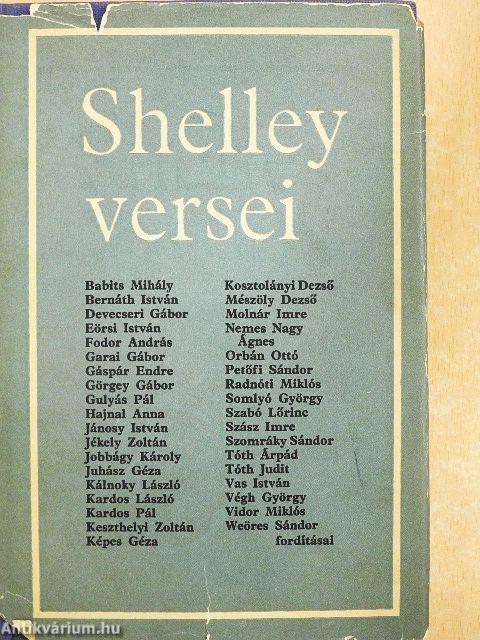 Shelley
versei
Babits Mihály
Bernáth István
Devecseri Gábor
Eörsi István
Fodor András
Garai Gábor
Gáspár Endre
Görgey Gábor
Gulyás Pál
Hajnal Anna
Jánosy István
Jékely Zoltán
Jobbágy Károly
Juhász Géza
Kálnoky László
Kardos László
Kardos Pál
Keszthelyi Zoltán
Képes Géza
Kosztolányi Dezső
Mészöly Dezső
Molnár Imre
Nemes Nagy
Ágnes
Orbán Ottó
Petőfi Sándor
Radnóti Miklós
Somlyó György
Szabó Lőrinc
Szász Imre
Szomráky Sándor
Tóth Árpád
Tóth Judit
Vas István
Végh György
Vidor Miklós
Weöres Sándor
fordításai
Antikvárium.hu